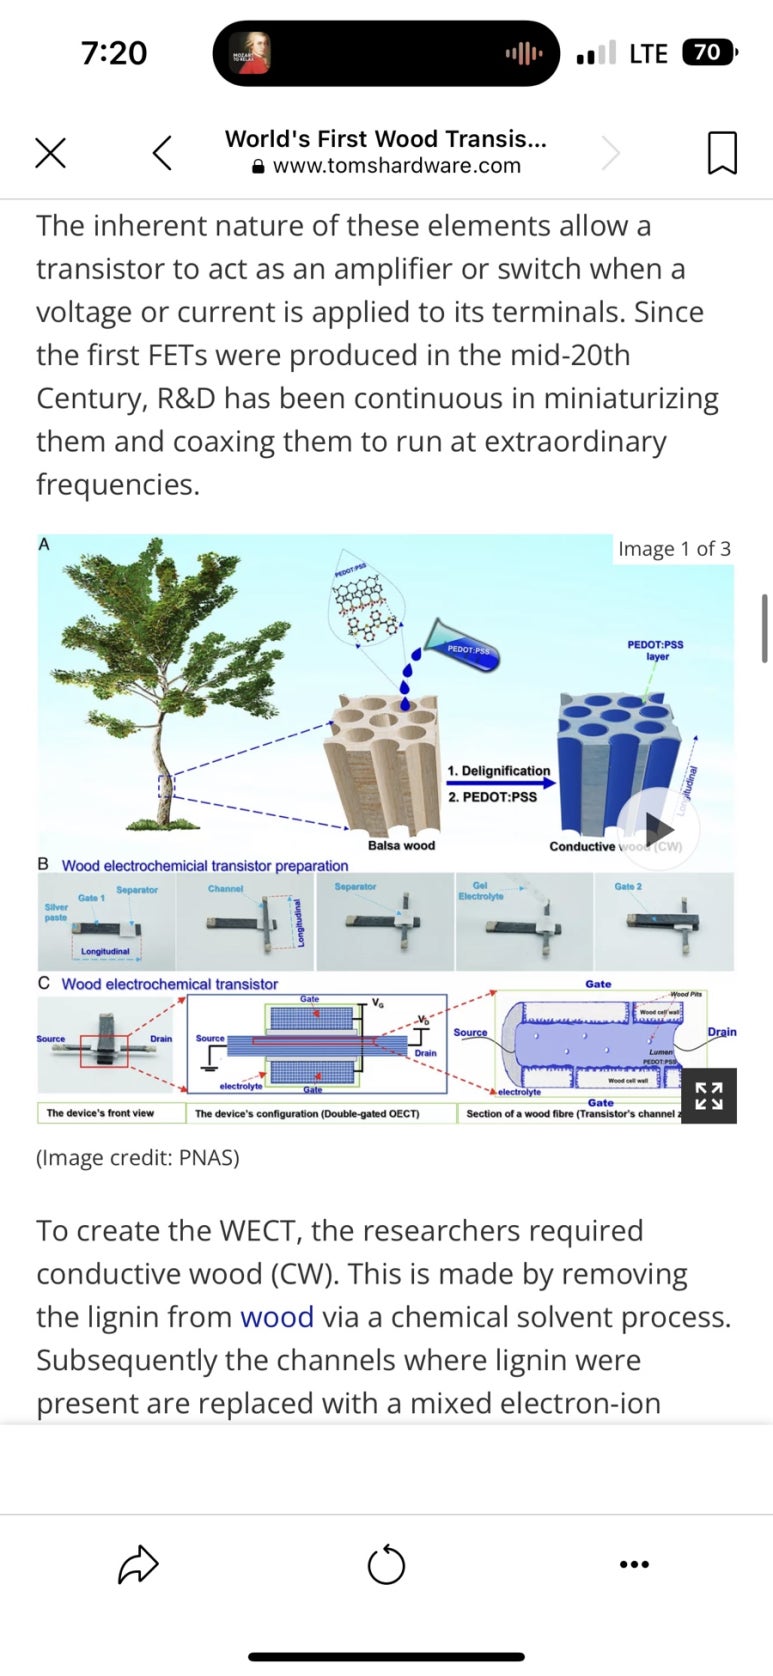 7:20
MOZART
TO RELAX
LTE 70
World's First Wood Transis...
www.tomshardware.com
The inherent nature of these elements allow a
transistor to act as an amplifier or switch when a
voltage or current is applied to its terminals. Since
the first FETs were produced in the mid-20th
Century, R&D has been continuous in miniaturizing
them and coaxing them to run at extraordinary
frequencies.
A
Image 1 of 3
PEDOT:PSS
PEDOT:PSS
PEDOT:PSS
layer
1. Delignification
2. PEDOT:PSS
Longitudinal
Balsa wood
Conductive wood (CW)
B Wood electrochemicial transistor preparation
Silver
paste
Gate 1
Separator
Longitudinal
Channel
Longitudinal
Separator
Gel
Electrolyte
Gate 2
C Wood electrochemical transistor
Source
Drain
The device's front view
Gate
VG
VD
Source
Drain
electrolyte
Gate
The device's configuration (Double-gated OECT)
Gate
Wood Pits
Wood cell wall
Source
Drain
Lumen
PEDOT:PSS
Wood cell wall
electrolyte
Gate
Section of a wood fibre (Transistor's channel
(Image credit: PNAS)
To create the WECT, the researchers required
conductive wood (CW). This is made by removing
the lignin from wood via a chemical solvent process.
Subsequently the channels where lignin were
present are replaced with a mixed electron-ion